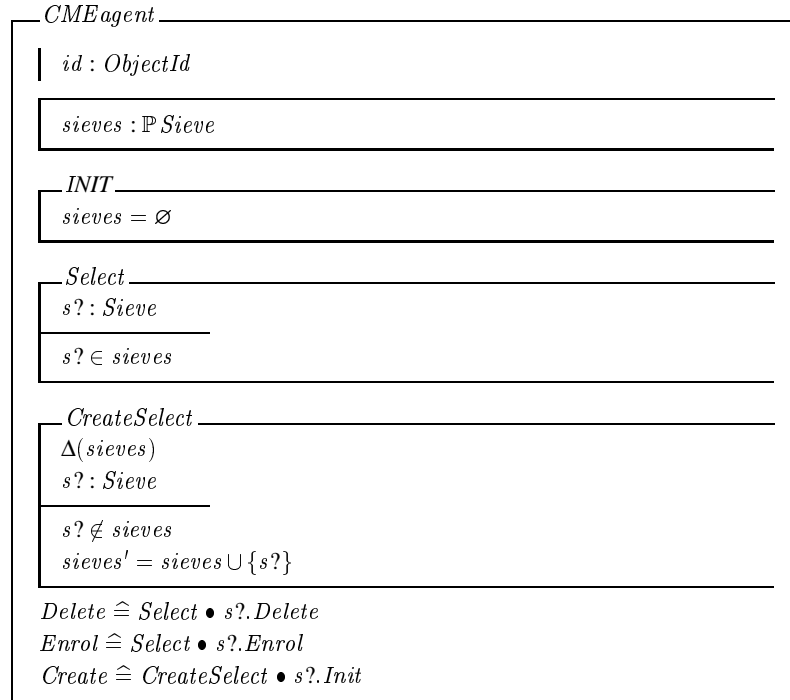 CMEagent
id : ObjectId
sieves : ℙ Sieve
INIT
sieves = ∅
Select
s? : Sieve
s? ∈ sieves
CreateSelect
Δ(sieves)
s? : Sieve
s? ∉ sieves
sieves′ = sieves ∪ {s?}
Delete ≙ Select • s?.Delete
Enrol ≙ Select • s?.Enrol
Create ≙ CreateSelect • s?.Init